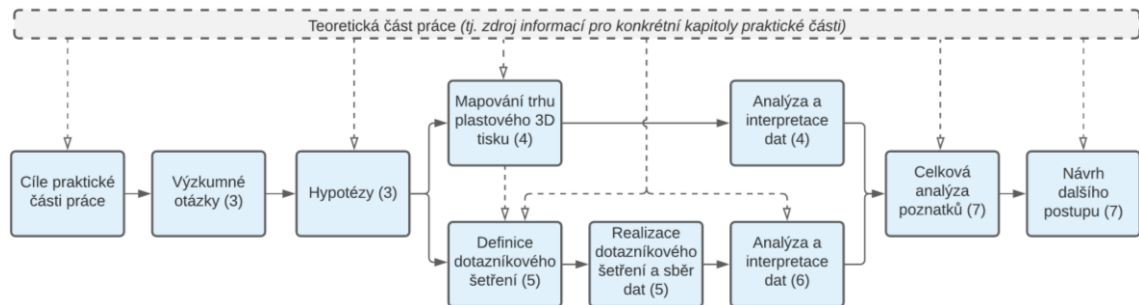 Teoretická část práce (tj. zdroj informací pro konkrétní kapitoly praktické části)
Mapování trhu
plastového 3D
tisku (4)
Analýza a
interpretace
dat (4)
Cíle praktické
části práce
Výzkumné
otázky (3)
Hypotézy (3)
Celková
analýza
poznatků (7)
Návrh
dalšího
postupu (7)
Definice
dotazníkového
šetření (5)
Realizace
dotazníkového
šetření a sběr
dat (5)
Analýza a
interpretace
dat (6)